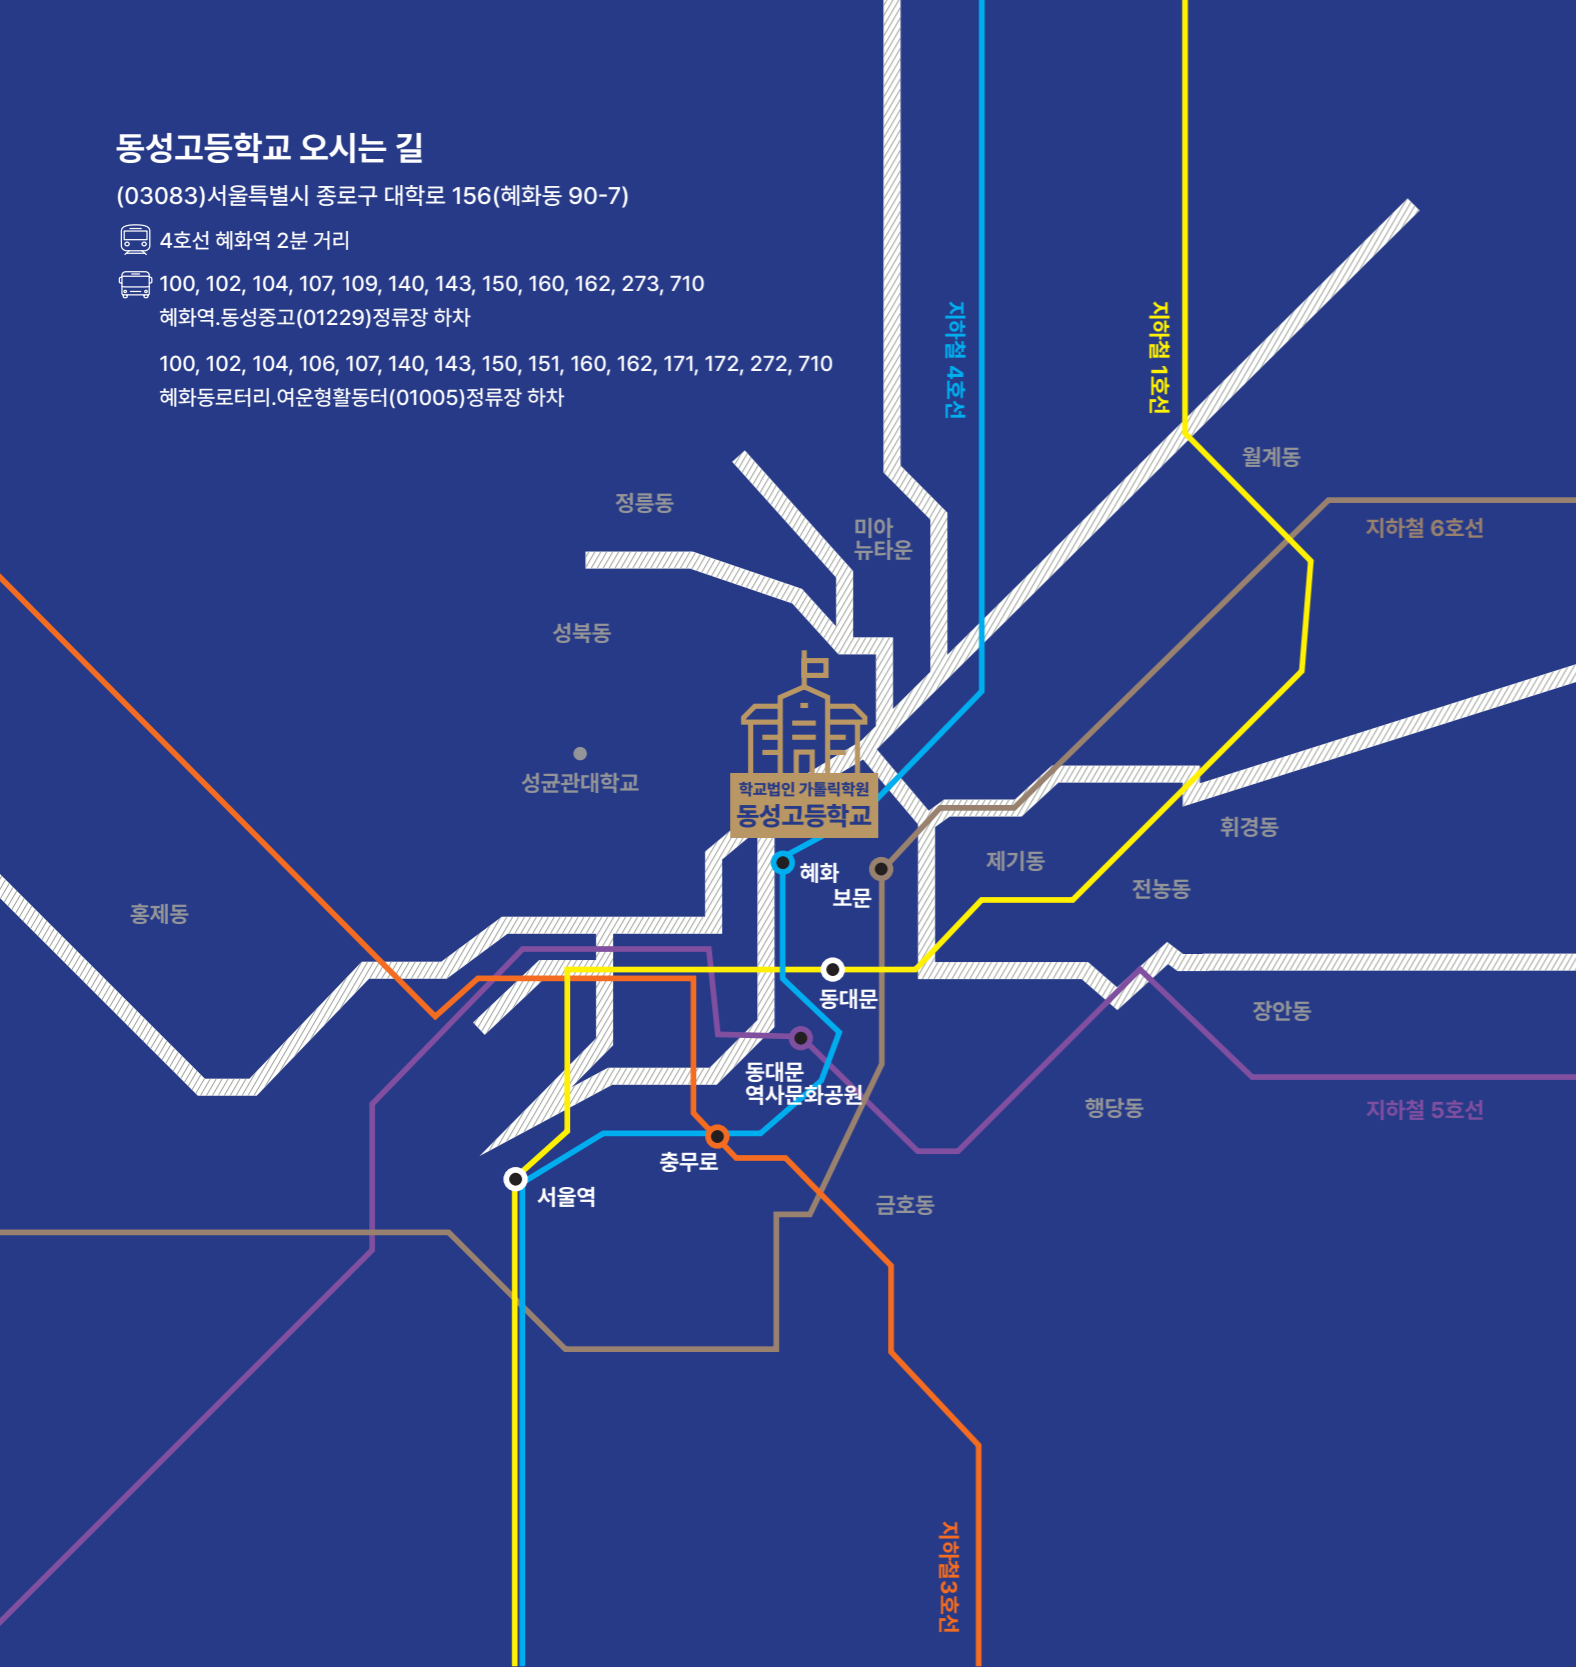 동성고등학교 오시는 길
(03083)서울특별시 종로구 대학로 156(혜화동 90-7)
4호선 혜화역 2분 거리
100, 102, 104, 107, 109, 140, 143, 150, 160, 162, 273, 710
혜화역.동성중고(01229)정류장 하차
100, 102, 104, 106, 107, 140, 143, 150, 151, 160, 162, 171, 172, 272, 710
혜화동로터리.여운형활동터(01005)정류장 하차
지하철 4호선
지하철 1호선
월계동
정릉동
미아
뉴타운
지하철 6호선
성북동
성균관대학교
학교법인 가톨릭학원
동성고등학교
휘경동
제기동
혜화
보문
전농동
홍제동
동대문
장안동
동대문
역사문화공원
행당동
지하철 5호선
충무로
서울역
금호동
지하철3호선